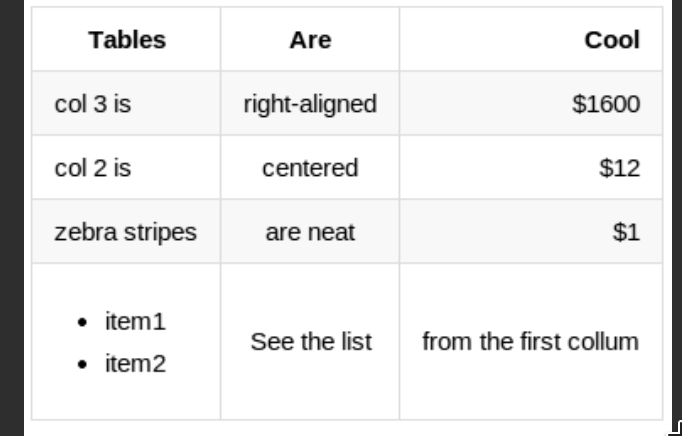 Tables Are Cool
col 3 is right-aligned $1600
col 2 is centered $12
zebra stripes are neat $1
• item1
• item2
See the list from the first collum